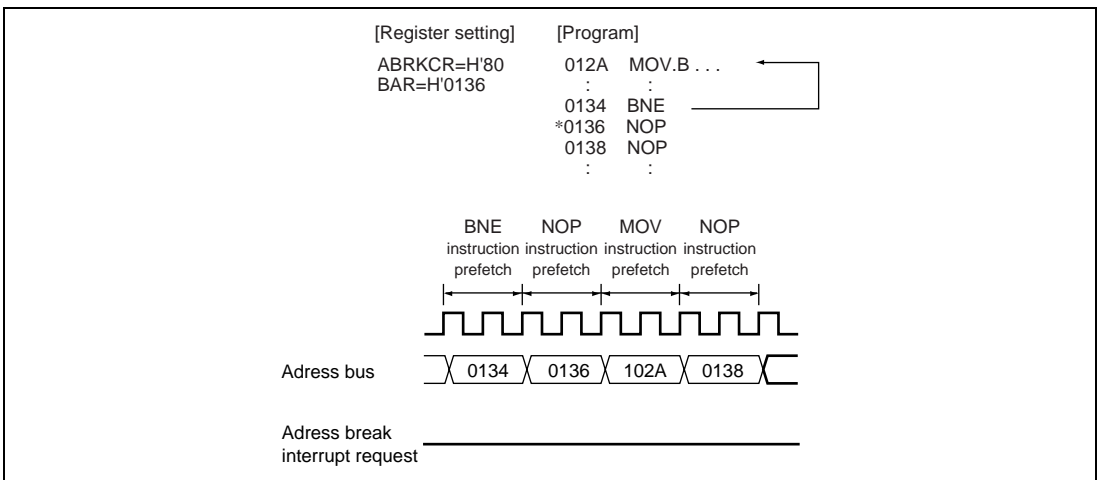 [Register setting] [Program]
ABRKCR=H'80 012A MOV.B . . .
BAR=H'0136 : :
0134 BNE
*0136 NOP
0138 NOP
: :
BNE NOP MOV NOP
instruction instruction instruction instruction
prefetch prefetch prefetch prefetch
Adress bus 0134 0136 102A 0138
Adress break
interrupt request